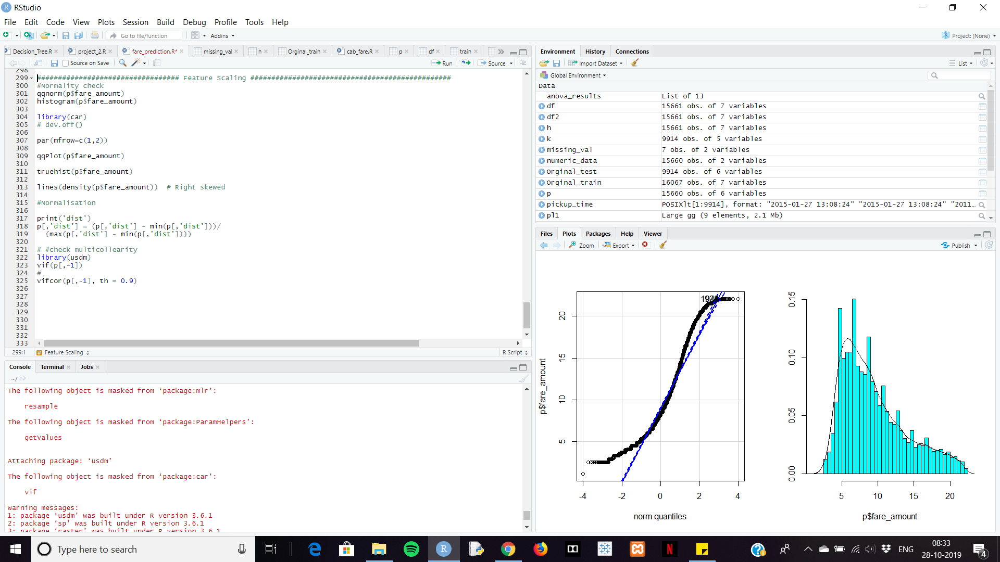 RStudio
File Edit Code View Plots Session Build Debug Profile Tools Help
Go to file/function Addins Project: (None)
Decision_Tree.R project_2.R fare_prediction.R* missing_val h Orginal_train cab_fare.R p df train
Source on Save Run Source
298
299 ################################## Feature Scaling ################################################
300 #Normality check
301 qqnorm(p$fare_amount)
302 histogram(p$fare_amount)
303
304 library(car)
305 # dev.off()
306
307 par(mfrow=c(1,2))
308
309 qqPlot(p$fare_amount)
310
311 truehist(p$fare_amount)
312
313 lines(density(p$fare_amount))  # Right skewed
314
315 #Normalisation
316
317 print('dist')
318 p[,'dist'] = (p[,'dist'] - min(p[,'dist']))/
319   (max(p[,'dist'] - min(p[,'dist'])))
320
321 # #check multicollearity
322 library(usdm)
323 vif(p[,-1])
324 #
325 vifcor(p[,-1], th = 0.9)
326
327
328
329
330
331
332
333
299:1 Feature Scaling R Script
Console Terminal Jobs
~/
The following object is masked from ‘package:mlr’:
resample
The following object is masked from ‘package:ParamHelpers’:
getValues
Attaching package: ‘usdm’
The following object is masked from ‘package:car’:
vif
Warning messages:
1: package ‘usdm’ was built under R version 3.6.1
2: package ‘sp’ was built under R version 3.6.1
3: package ‘raster’ was built under R version 3.6.1
Environment History Connections
Import Dataset List
Global Environment
Data
anova_results List of 13
df 15661 obs. of 7 variables
df2 15661 obs. of 7 variables
h 15661 obs. of 7 variables
k 9914 obs. of 5 variables
missing_val 7 obs. of 2 variables
numeric_data 15660 obs. of 2 variables
Orginal_test 9914 obs. of 6 variables
Orginal_train 16067 obs. of 7 variables
p 15660 obs. of 6 variables
pickup_time POSIXlt[1:9914], format: "2015-01-27 13:08:24" "2015-01-27 13:08:24" "2011…
pl1 Large gg (9 elements, 2.1 Mb)
Files Plots Packages Help Viewer
Zoom Export Publish
p$fare_amount
20
15
10
5
-4 -2 0 2 4
norm quantiles
0.15
0.10
0.05
0.00
5 10 15 20
p$fare_amount
Type here to search
ENG
08:33
28-10-2019
4